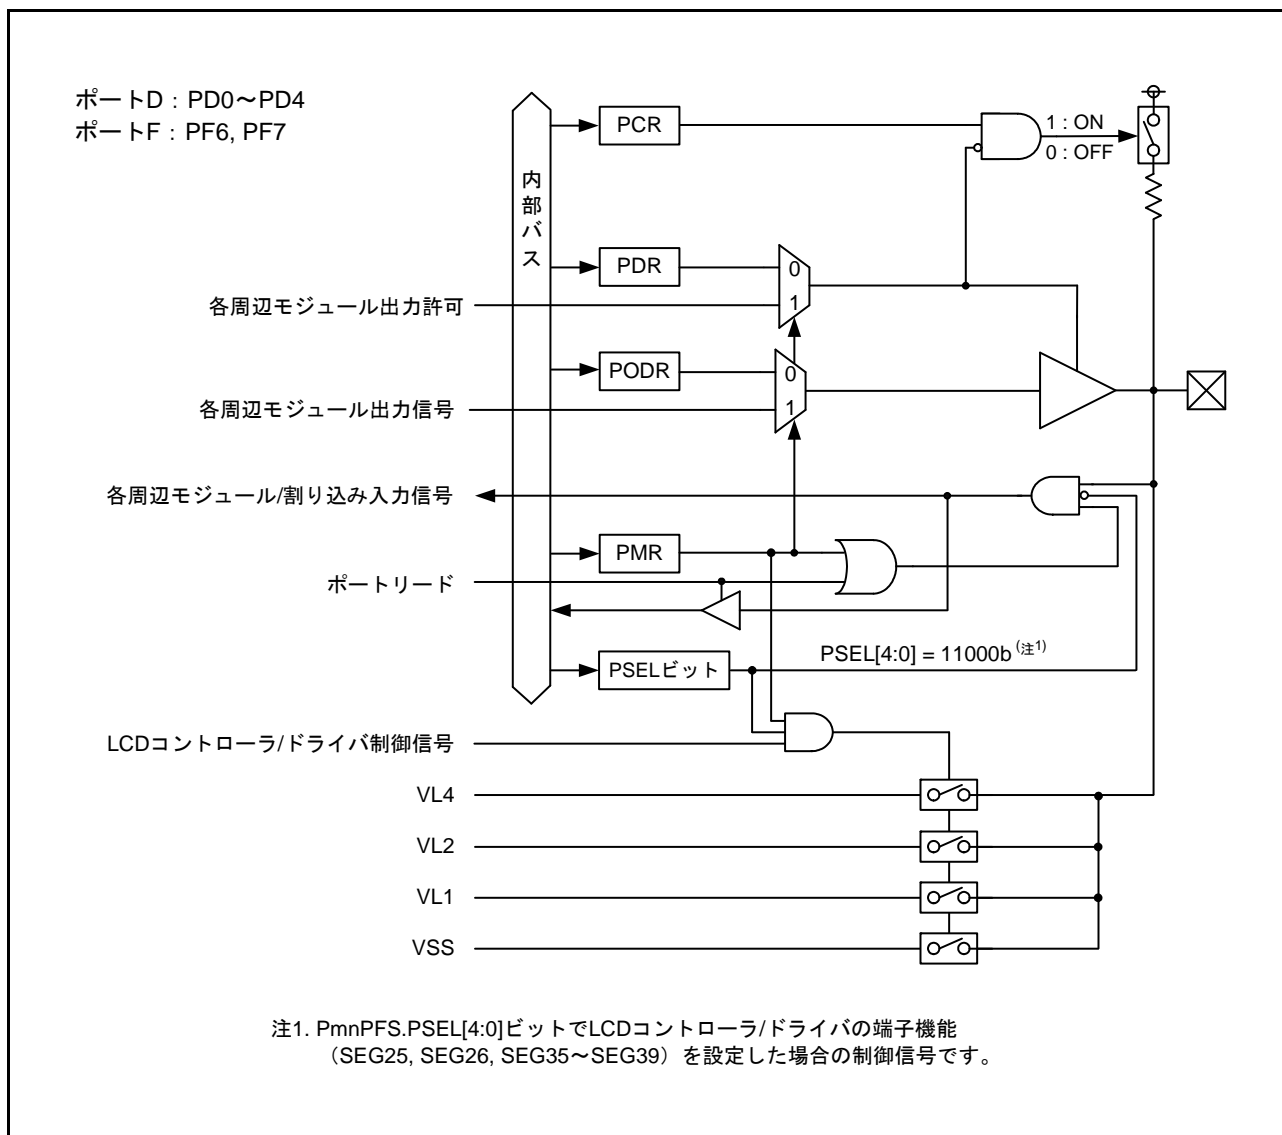 ポートD：PD0～PD4
ポートF：PF6, PF7
PCR
1 : ON
0 : OFF
内部バス
PDR
0
1
各周辺モジュール出力許可
PODR
0
1
各周辺モジュール出力信号
各周辺モジュール/割り込み入力信号
PMR
ポートリード
PSELビット
PSEL[4:0] = 11000b (注1)
LCDコントローラ/ドライバ制御信号
VL4
VL2
VL1
VSS
注1. PmnPFS.PSEL[4:0]ビットでLCDコントローラ/ドライバの端子機能
（SEG25, SEG26, SEG35～SEG39）を設定した場合の制御信号です。